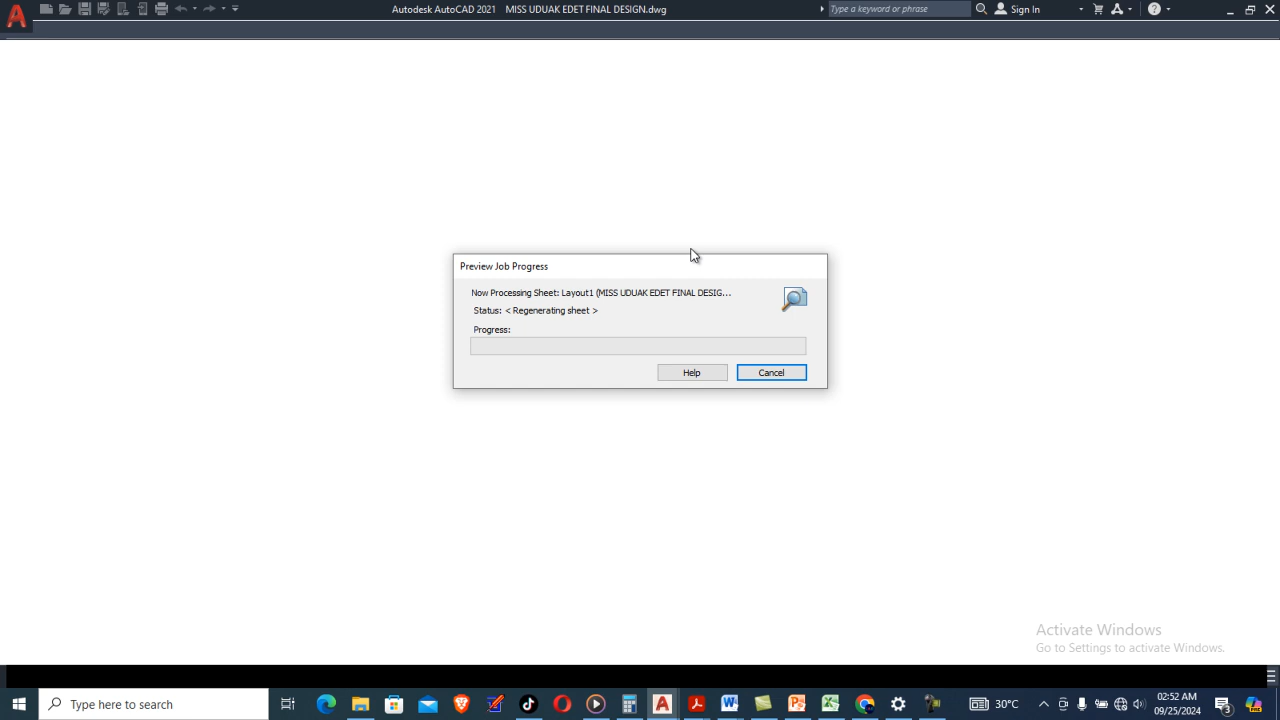 Autodesk AutoCAD 2021 MISS UDUAK EDET FINAL DESIGN.dwg
Type a keyword or phrase
Sign In
Preview Job Progress
Now Processing Sheet: Layout1 (MISS UDUAK EDET FINAL DESIG...
Status: < Regenerating sheet >
Progress:
Help
Cancel
Activate Windows
Go to Settings to activate Windows.
Type here to search
30°C
02:52 AM
09/25/2024